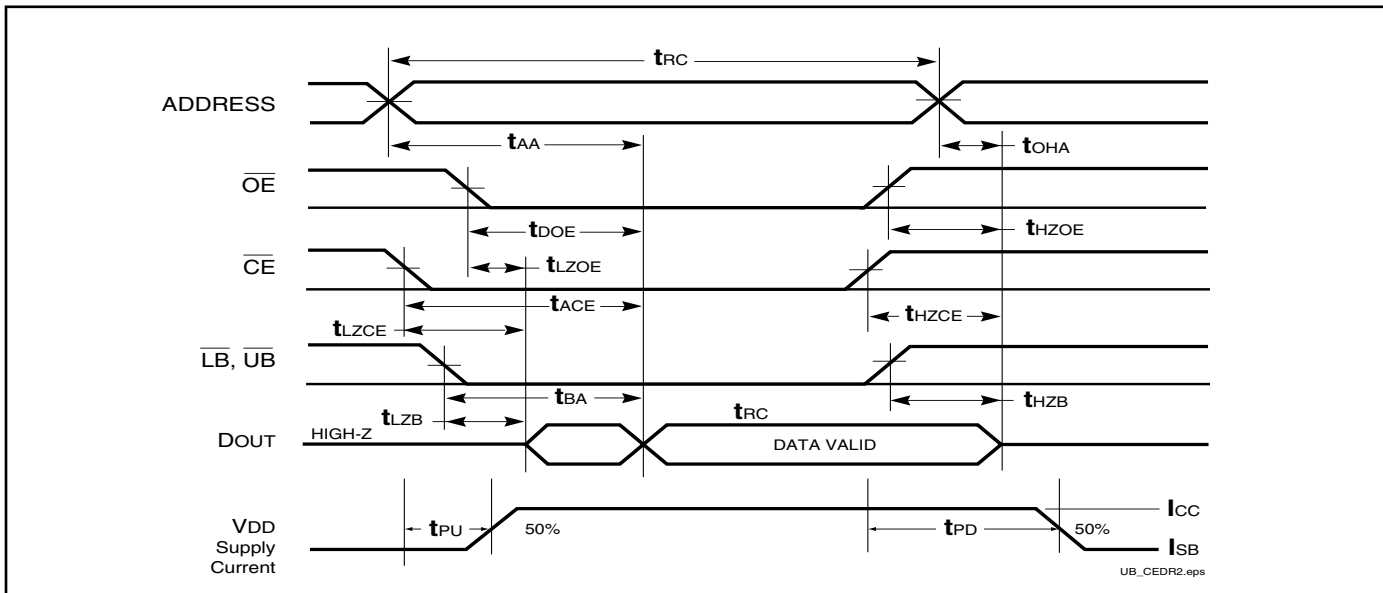 tRC
ADDRESS
tAA
tOHA
OE
tDOE
tHZOE
CE
tLZOE
tACE
tHZCE
tLZCE
LB, UB
tBA
tHZB
tLZB
tRC
DOUT
HIGH-Z
DATA VALID
VDD
Supply
Current
tPU
50%
tPD
50%
ICC
ISB
UB_CEDR2.eps